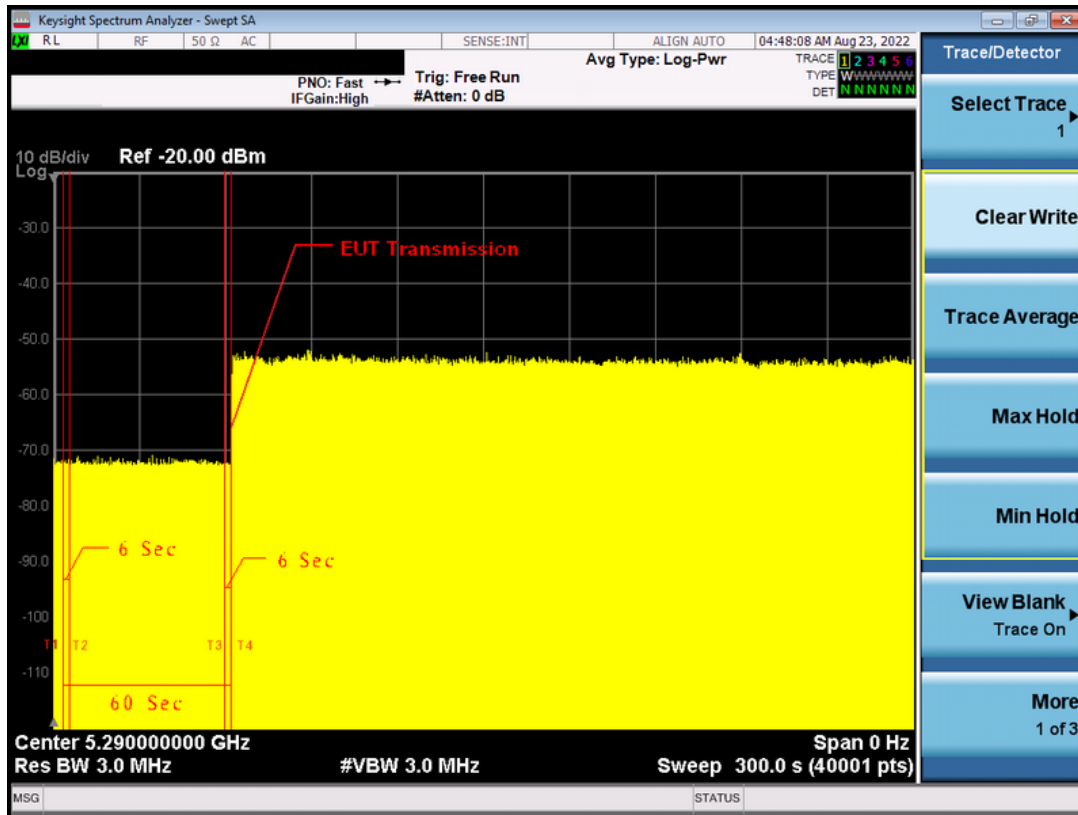 Keysight Spectrum Analyzer - Swept SA
LXI RL RF 50 Ω AC SENSE:INT ALIGN AUTO 04:48:08 AM Aug 23, 2022
Avg Type: Log-Pwr
TRACE 1 2 3 4 5 6
PNO: Fast Trig: Free Run
TYPE WWWWWW
IFGain:High #Atten: 0 dB
DET N N N N N N
10 dB/div Ref -20.00 dBm
Log
-30.0
EUT Transmission
-40.0
-50.0
-60.0
-70.0
-80.0
6 Sec
-90.0
6 Sec
-100
T1 T2 T3 T4
-110
60 Sec
Center 5.290000000 GHz Span 0 Hz
Res BW 3.0 MHz #VBW 3.0 MHz Sweep 300.0 s (40001 pts)
MSG STATUS
Trace/Detector
Select Trace
1
Clear Write
Trace Average
Max Hold
Min Hold
View Blank
Trace On
More
1 of 3